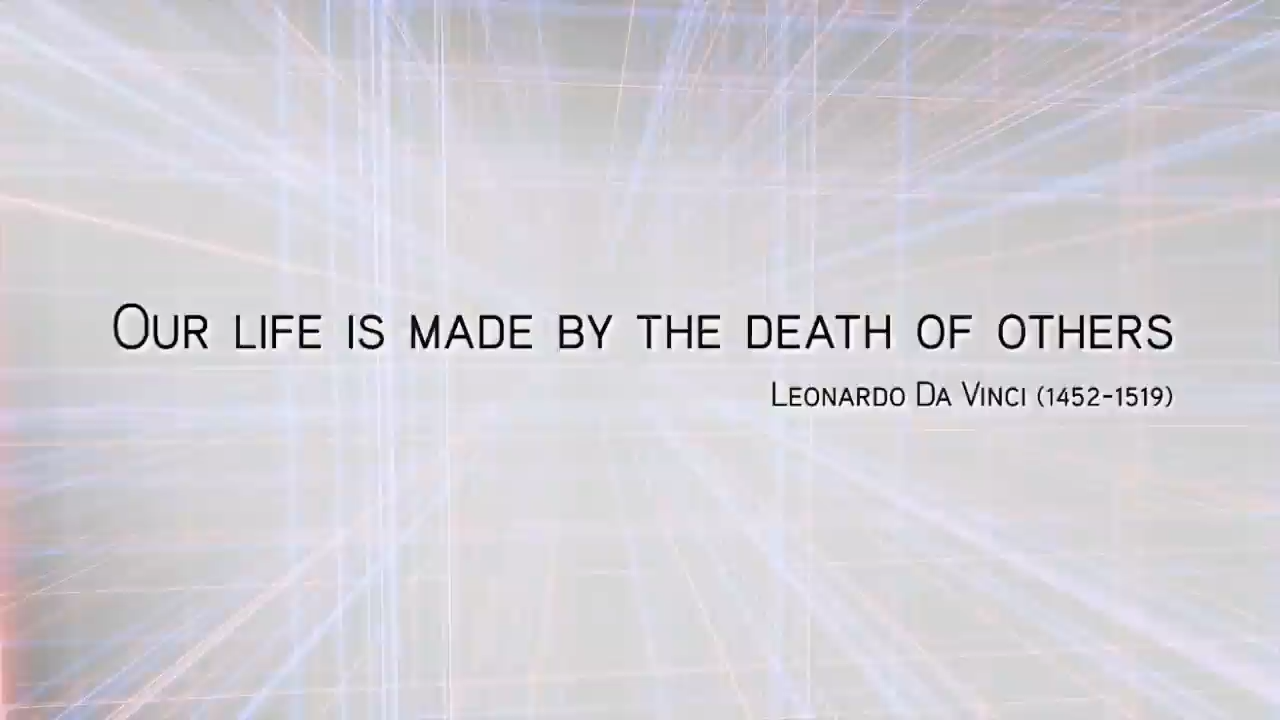 Our life is made by the death of others
Leonardo Da Vinci (1452-1519)